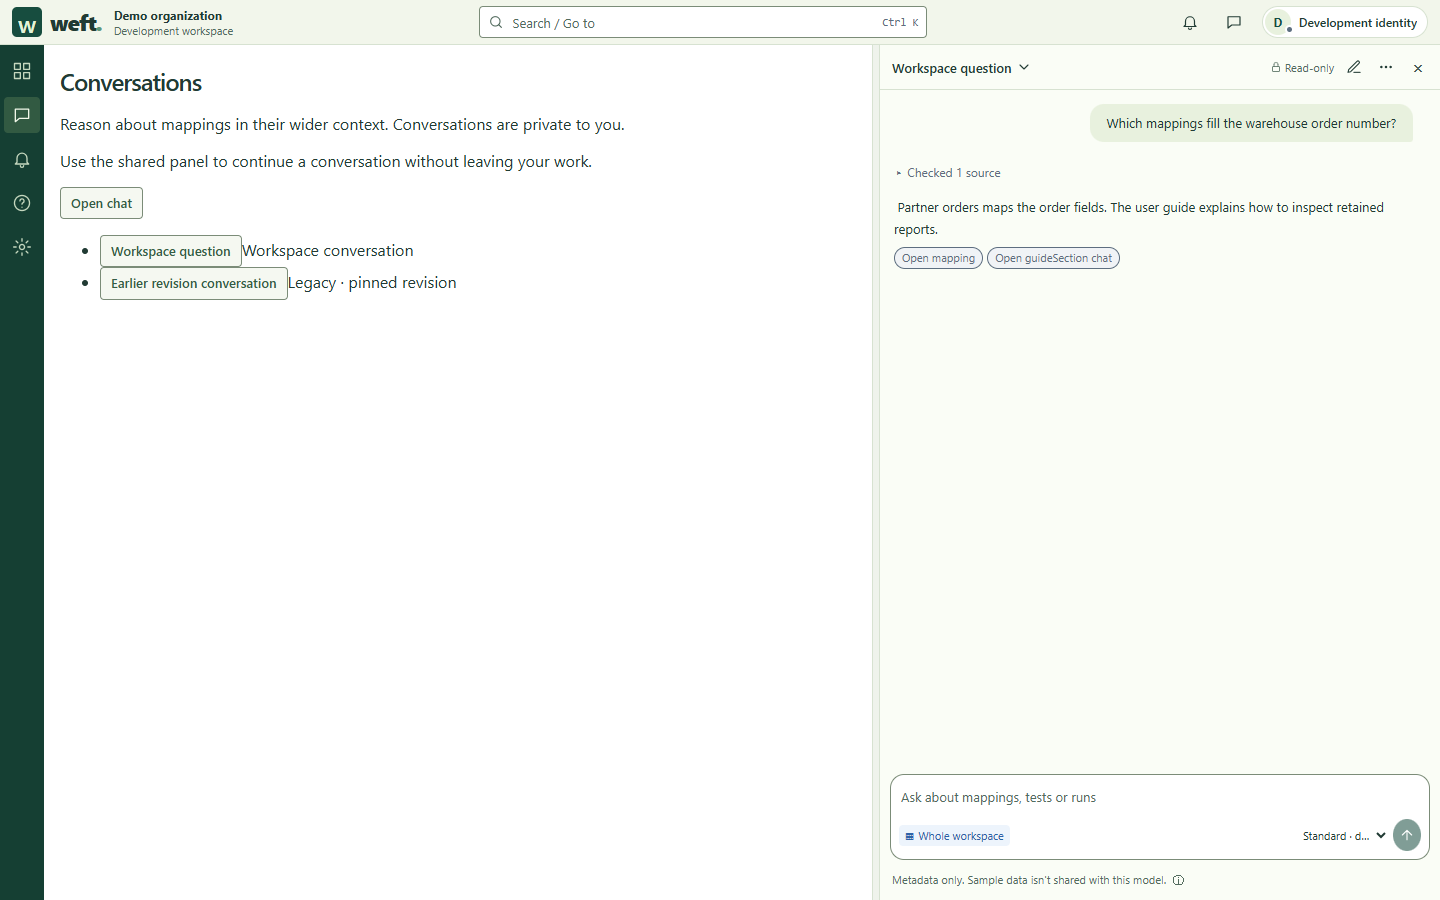 w weft.
Demo organization
Development workspace
Search / Go to
Ctrl K
D
Development identity
Conversations
Reason about mappings in their wider context. Conversations are private to you.
Use the shared panel to continue a conversation without leaving your work.
Open chat
Workspace question Workspace conversation
Earlier revision conversation Legacy · pinned revision
Workspace question
Read-only
Which mappings fill the warehouse order number?
Checked 1 source
Partner orders maps the order fields. The user guide explains how to inspect retained
reports.
Open mapping
Open guideSection chat
Ask about mappings, tests or runs
Whole workspace
Standard · d...
Metadata only. Sample data isn't shared with this model.